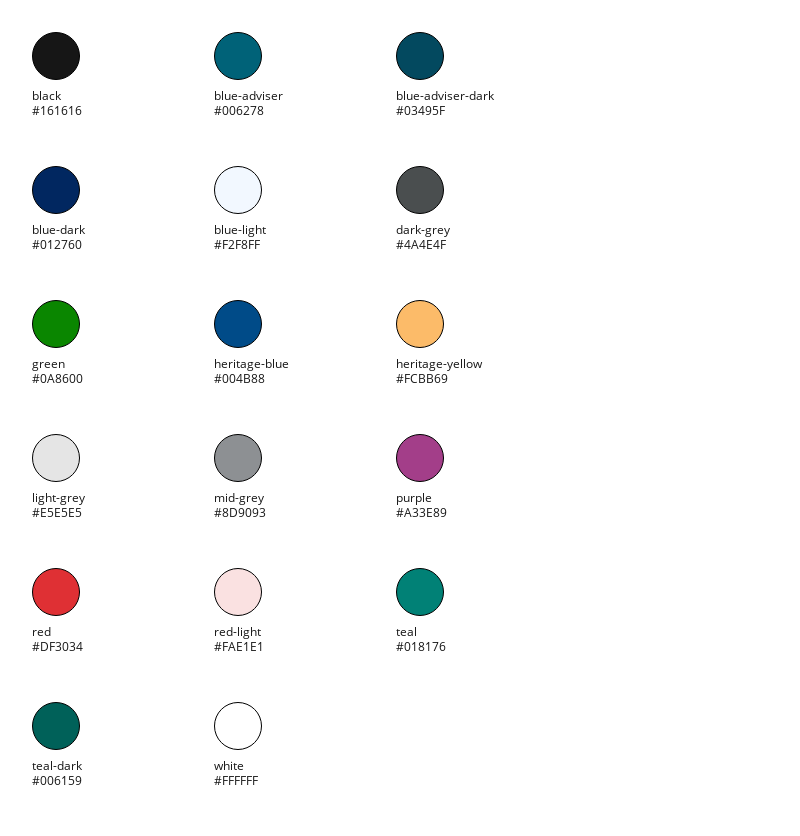 black
#161616
blue-adviser
#006278
blue-adviser-dark
#03495F
blue-dark
#012760
blue-light
#F2F8FF
dark-grey
#4A4E4F
green
#0A8600
heritage-blue
#004B88
heritage-yellow
#FCBB69
light-grey
#E5E5E5
mid-grey
#8D9093
purple
#A33E89
red
#DF3034
red-light
#FAE1E1
teal
#018176
teal-dark
#006159
white
#FFFFFF